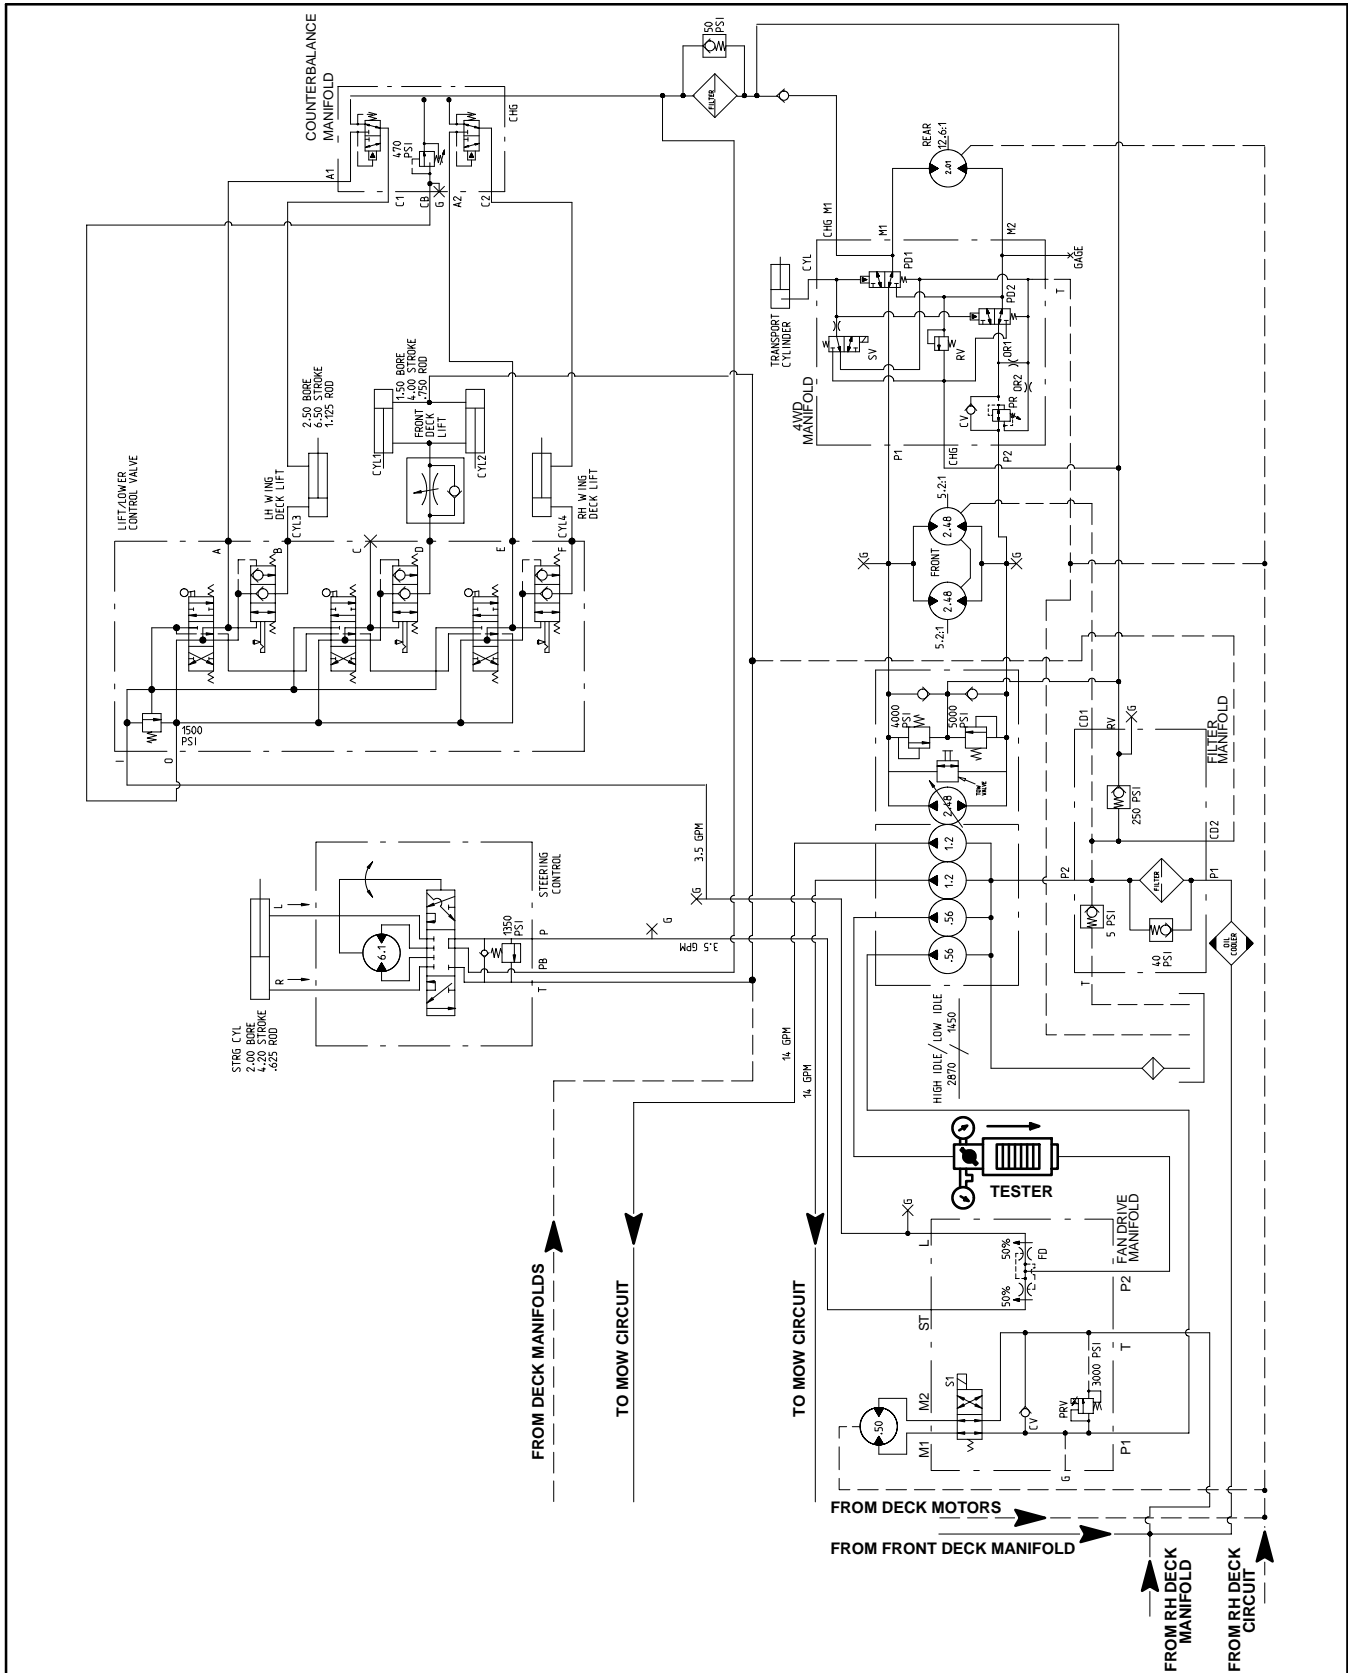 COUNTERBALANCE
MANIFOLD
50
PSI
FILTER
CHG
470
PSI
A1
C1
CB
G
A2
C2
REAR
12.6:1
2.01
CHG M1
M1
M2
CYL
PD1
GAGE
PD2
T
TRANSPORT
CYLINDER
SV
RV
OR1
OR2
PR
CV
4WD
MANIFOLD
P1
CHG
P2
2.50 BORE
6.50 STROKE
1.125 ROD
1.50 BORE
4.00 STROKE
.750 ROD
FRONT
DECK
LIFT
CYL1
CYL2
LIFT/LOWER
CONTROL VALVE
LH WING
DECK LIFT
CYL3
RH WING
DECK LIFT
CYL4
A
B
C
D
E
F
1500
PSI
I
O
5.2:1
2.48
FRONT
2.48
5.2:1
G
G
4000
PSI
5000
PSI
TOW
VALVE
2.48
1.2
1.2
.56
.56
CD1
RV
G
FILTER
MANIFOLD
250 PSI
CD2
P2
P1
FILTER
5 PSI
40
PSI
T
OIL
COOLER
3.5 GPM
G
STEERING
CONTROL
L
R
6.1
1350
PSI
P
PB
T
G
3.5 GPM
STRG CYL
2.00 BORE
4.20 STROKE
.625 ROD
14 GPM
14 GPM
HIGH IDLE / LOW IDLE
2870 / 1450
TESTER
G
L
ST
50%
50%
FD
FAN DRIVE
MANIFOLD
P2
T
M2
M1
S1
.50
CV
PRV
3000 PSI
G
P1
FROM DECK MANIFOLDS
TO MOW CIRCUIT
TO MOW CIRCUIT
FROM DECK MOTORS
FROM FRONT DECK MANIFOLD
FROM RH DECK
MANIFOLD
FROM RH DECK
CIRCUIT